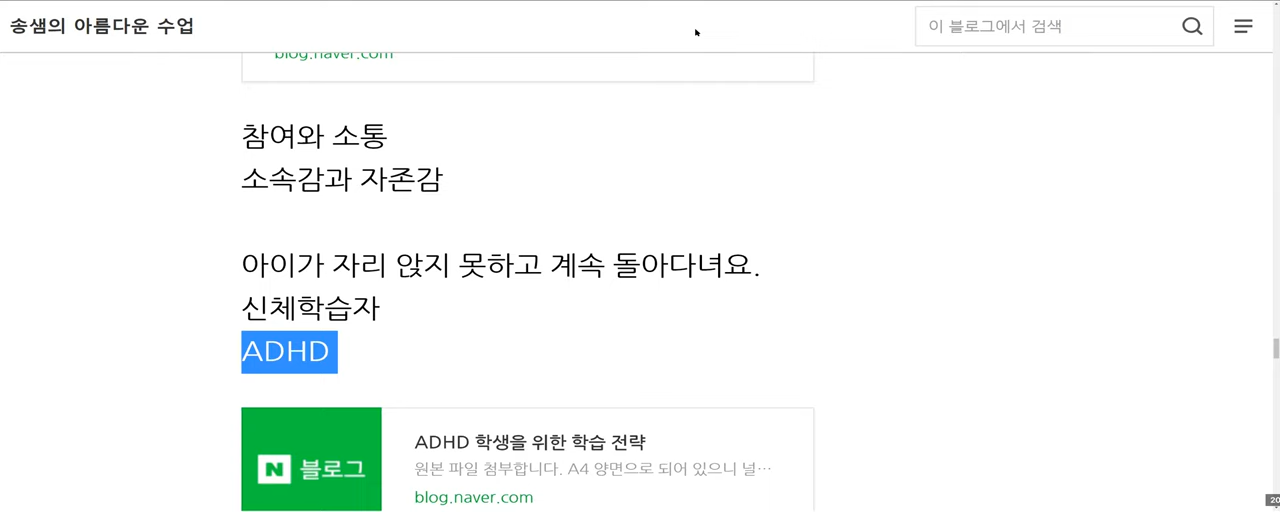 송샘의 아름다운 수업
이 블로그에서 검색
blog.naver.com
참여와 소통
소속감과 자존감
아이가 자리 앉지 못하고 계속 돌아다녀요.
신체학습자
ADHD
N 블로그
ADHD 학생을 위한 학습 전략
원본 파일 첨부합니다. A4 양면으로 되어 있으니 널…
blog.naver.com
20